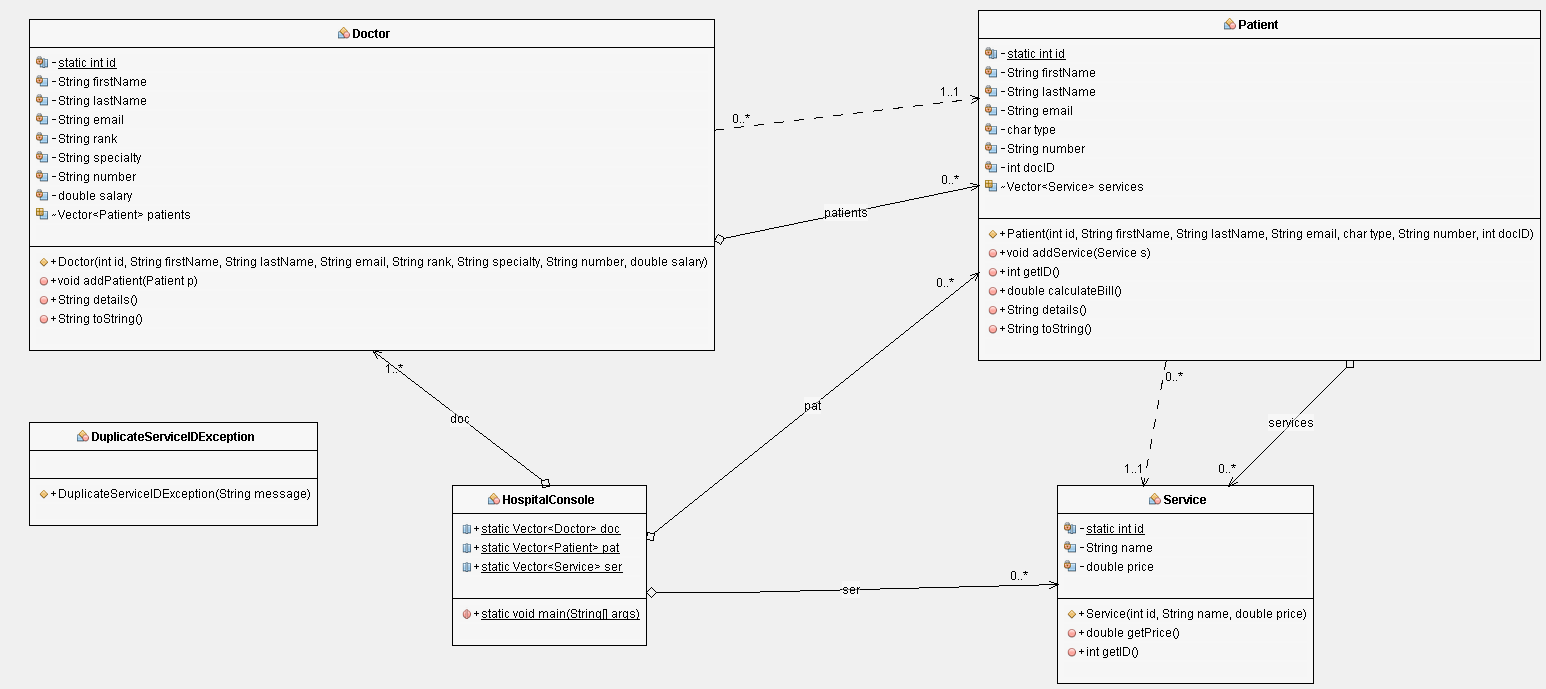 Doctor
- static int id
- String firstName
- String lastName
- String email
- String rank
- String specialty
- String number
- double salary
~ Vector<Patient> patients
+ Doctor(int id, String firstName, String lastName, String email, String rank, String specialty, String number, double salary)
+ void addPatient(Patient p)
+ String details()
+ String toString()
Patient
- static int id
- String firstName
- String lastName
- String email
- char type
- String number
- int docID
~ Vector<Service> services
+ Patient(int id, String firstName, String lastName, String email, char type, String number, int docID)
+ void addService(Service s)
+ int getID()
+ double calculateBill()
+ String details()
+ String toString()
0..*
1..1
patients
0..*
pat
0..*
doc
1..*
0..*
1..1
services
0..*
ser
0..*
DuplicateServiceIDException
+ DuplicateServiceIDException(String message)
HospitalConsole
+ static Vector<Doctor> doc
+ static Vector<Patient> pat
+ static Vector<Service> ser
+ static void main(String[] args)
Service
- static int id
- String name
- double price
+ Service(int id, String name, double price)
+ double getPrice()
+ int getID()